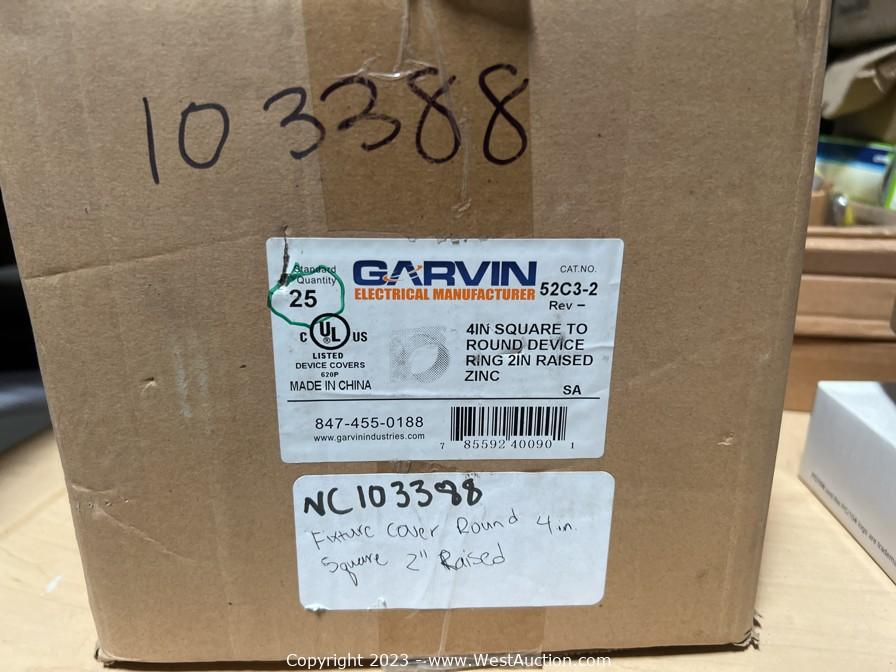 103388
Standard
Quantity
25
GARVIN
ELECTRICAL MANUFACTURER
CAT.NO.
52C3-2
Rev –
C UL US
®
LISTED
DEVICE COVERS
620P
MADE IN CHINA
4IN SQUARE TO
ROUND DEVICE
RING 2IN RAISED
ZINC
SA
847-455-0188
www.garvinindustries.com
7 85592 40090 1
NC103388
Fixture Cover Round 4 in.
Square 2" Raised
Copyright 2023 - www.WestAuction.com